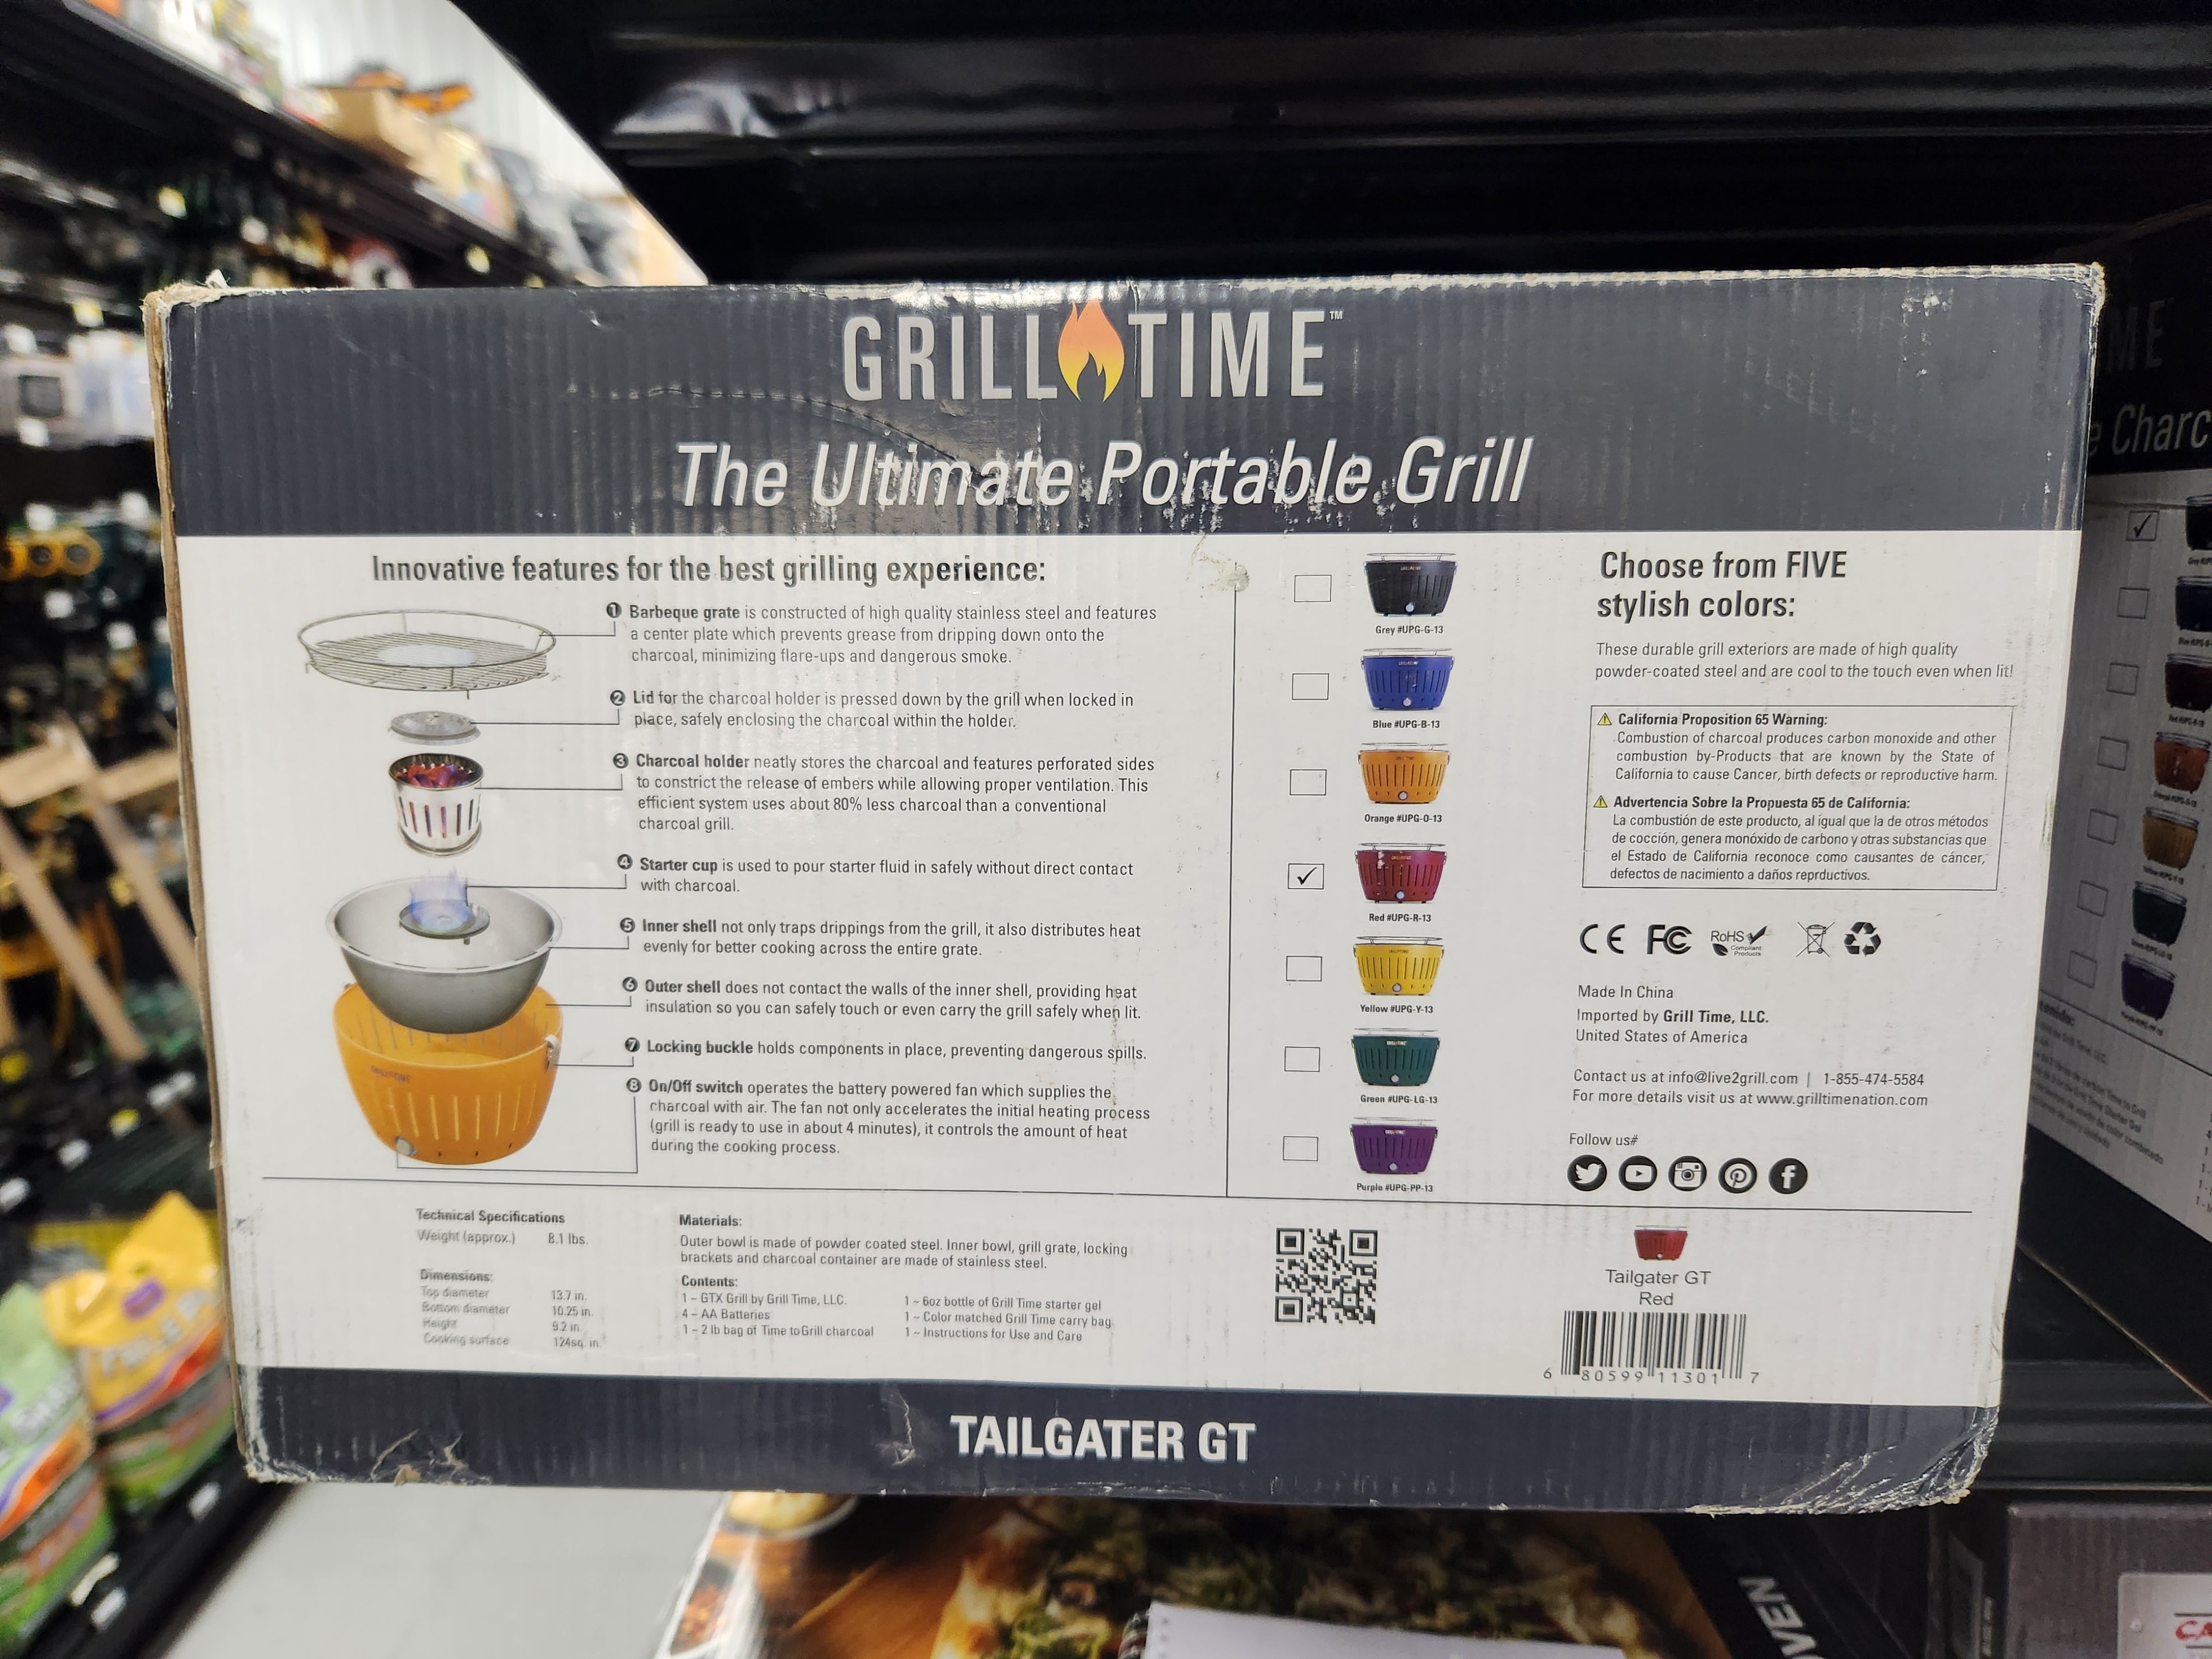 GRILL TIME™
The Ultimate Portable Grill
Innovative features for the best grilling experience:
1 Barbeque grate is constructed of high quality stainless steel and features
a center plate which prevents grease from dripping down onto the
charcoal, minimizing flare-ups and dangerous smoke.
2 Lid for the charcoal holder is pressed down by the grill when locked in
place, safely enclosing the charcoal within the holder.
3 Charcoal holder neatly stores the charcoal and features perforated sides
to constrict the release of embers while allowing proper ventilation. This
efficient system uses about 80% less charcoal than a conventional
charcoal grill.
4 Starter cup is used to pour starter fluid in safely without direct contact
with charcoal.
5 Inner shell not only traps drippings from the grill, it also distributes heat
evenly for better cooking across the entire grate.
6 Outer shell does not contact the walls of the inner shell, providing heat
insulation so you can safely touch or even carry the grill safely when lit.
7 Locking buckle holds components in place, preventing dangerous spills.
8 On/Off switch operates the battery powered fan which supplies the
charcoal with air. The fan not only accelerates the initial heating process
(grill is ready to use in about 4 minutes), it controls the amount of heat
during the cooking process.
Grey #UPG-G-13
Blue #UPG-B-13
Orange #UPG-O-13
Red #UPG-R-13
Yellow #UPG-Y-13
Green #UPG-LG-13
Purple #UPG-PP-13
Choose from FIVE
stylish colors:
These durable grill exteriors are made of high quality
powder-coated steel and are cool to the touch even when lit!
California Proposition 65 Warning:
Combustion of charcoal produces carbon monoxide and other
combustion by-Products that are known by the State of
California to cause Cancer, birth defects or reproductive harm.
Advertencia Sobre la Propuesta 65 de California:
La combustión de este producto, al igual que la de otros métodos
de cocción, genera monóxido de carbono y otras substancias que
el Estado de California reconoce como causantes de cáncer,
defectos de nacimiento a daños reprductivos.
CE FC RoHS
Compliant
Products
Made In China
Imported by Grill Time, LLC.
United States of America
Contact us at info@live2grill.com | 1-855-474-5584
For more details visit us at www.grilltimenation.com
Follow us#
Technical Specifications
Weight (approx.) 8.1 lbs.
Dimensions:
Top diameter 13.7 in.
Bottom diameter 10.25 in.
Height 9.2 in.
Cooking surface 124sq. in.
Materials:
Outer bowl is made of powder coated steel. Inner bowl, grill grate, locking
brackets and charcoal container are made of stainless steel.
Contents:
1 – GTX Grill by Grill Time, LLC.
4 – AA Batteries
1 – 2 lb bag of Time to Grill charcoal
1 – 6oz bottle of Grill Time starter gel
1 – Color matched Grill Time carry bag
1 – Instructions for Use and Care
Tailgater GT
Red
6 80599 11301 7
TAILGATER GT
ME
Charc
VEN
CA